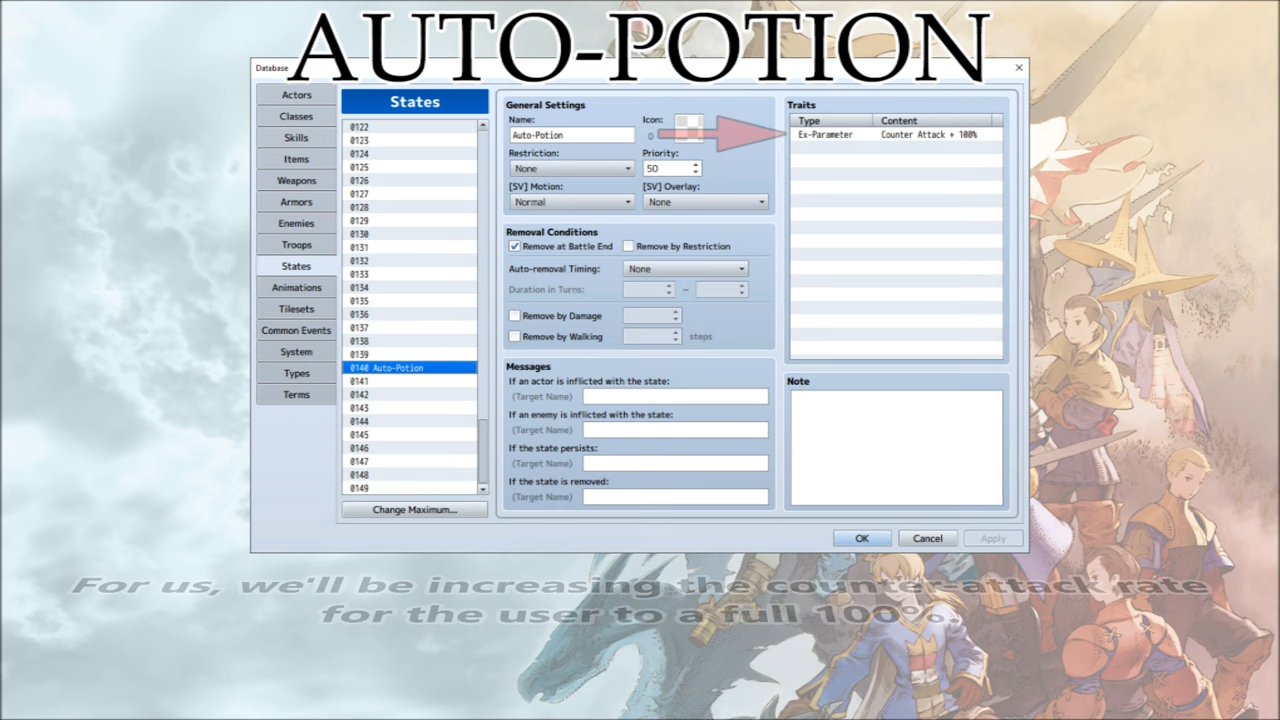 AUTO-POTION
Database
Actors
Classes
Skills
Items
Weapons
Armors
Enemies
Troops
States
Animations
Tilesets
Common Events
System
Types
Terms
States
0122
0123
0124
0125
0126
0127
0128
0129
0130
0131
0132
0133
0134
0135
0136
0137
0138
0139
0140 Auto-Potion
0141
0142
0143
0144
0145
0146
0147
0148
0149
Change Maximum...
General Settings
Name: Icon:
Auto-Potion 0
Restriction: Priority:
None 50
[SV] Motion: [SV] Overlay:
Normal None
Removal Conditions
Remove at Battle End Remove by Restriction
Auto-removal Timing: None
Duration in Turns: ~
Remove by Damage
Remove by Walking steps
Messages
If an actor is inflicted with the state:
(Target Name)
If an enemy is inflicted with the state:
(Target Name)
If the state persists:
(Target Name)
If the state is removed:
(Target Name)
Traits
Type Content
Ex-Parameter Counter Attack + 100%
Note
OK Cancel Apply
For us, we'll be increasing the counter attack rate
for the user to a full 100%.